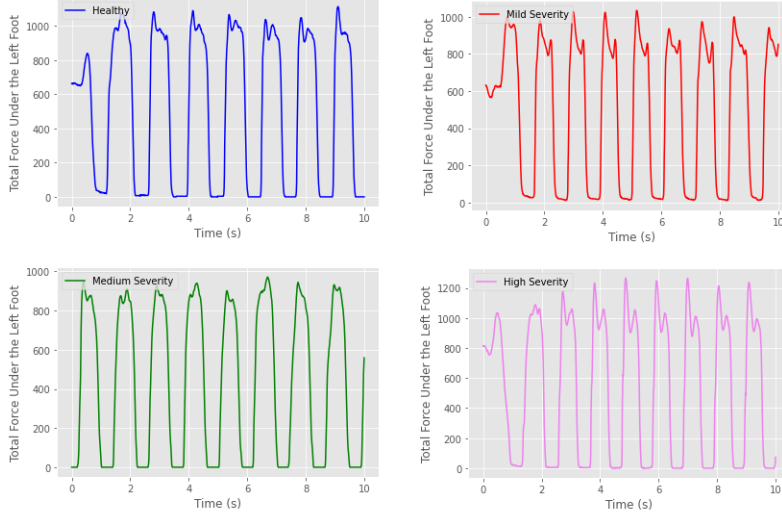 Healthy
Total Force Under the Left Foot
1000
800
600
400
200
0
0 2 4 6 8 10
Time (s)
Mild Severity
Total Force Under the Left Foot
1000
800
600
400
200
0
0 2 4 6 8 10
Time (s)
Medium Severity
Total Force Under the Left Foot
1000
800
600
400
200
0
0 2 4 6 8 10
Time (s)
High Severity
Total Force Under the Left Foot
1200
1000
800
600
400
200
0
0 2 4 6 8 10
Time (s)